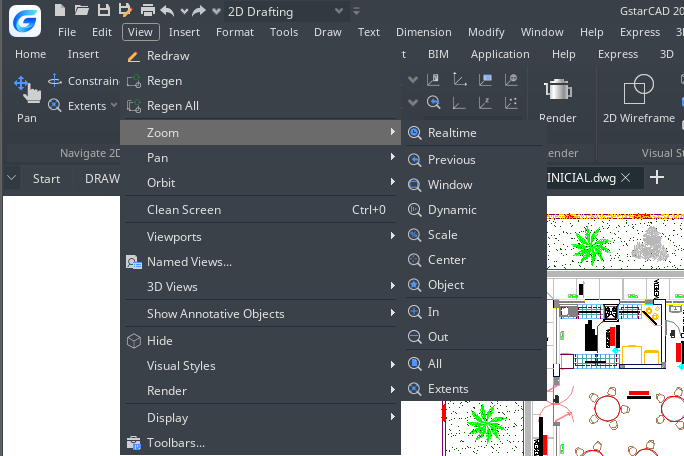 2D Drafting
GstarCAD 20
File Edit View Insert Format Tools Draw Text Dimension Modify Window Help Express
Home Insert
t BIM Application Help Express 3D
Constrain
Extents
Pan
Render
2D Wireframe
Navigate 2D
ender
Visual St
Start
DRAW
INICIAL.dwg
Redraw
Regen
Regen All
Zoom
Pan
Orbit
Clean Screen Ctrl+0
Viewports
Named Views...
3D Views
Show Annotative Objects
Hide
Visual Styles
Render
Display
Toolbars...
Realtime
Previous
Window
Dynamic
Scale
Center
Object
In
Out
All
Extents